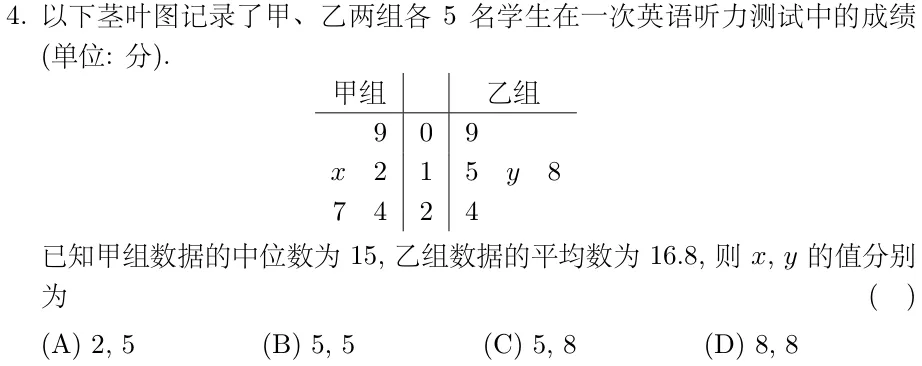 4. 以下茎叶图记录了甲、乙两组各 5 名学生在一次英语听力测试中的成绩
(单位: 分).
甲组 乙组
9 0 9
x 2 1 5 y 8
7 4 2 4
已知甲组数据的中位数为 15, 乙组数据的平均数为 16.8, 则 x, y 的值分别
为 ( )
(A) 2, 5 (B) 5, 5 (C) 5, 8 (D) 8, 8